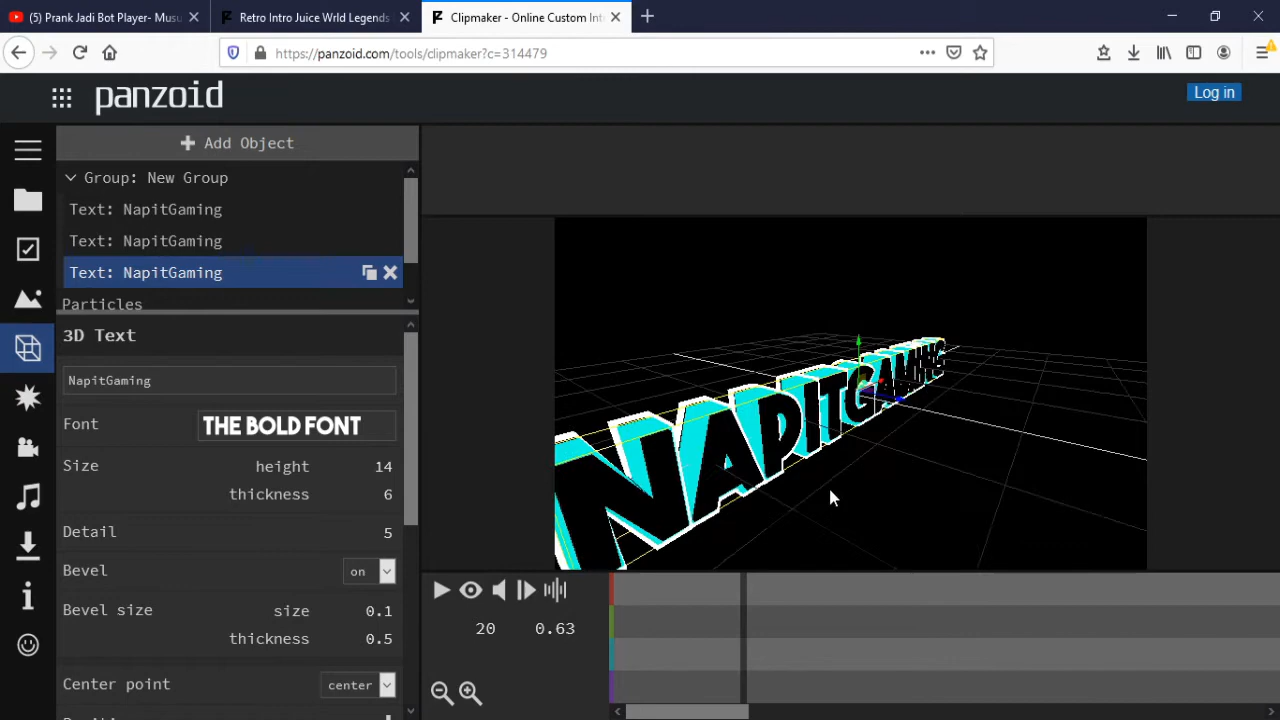 (5) Prank Jadi Bot Player- Musu
Retro Intro Juice Wrld Legends
Clipmaker - Online Custom Int
https://panzoid.com/tools/clipmaker?c=314479
panzoid
Log in
Add Object
Group: New Group
Text: NapitGaming
Text: NapitGaming
Text: NapitGaming
Particles
3D Text
NapitGaming
Font THE BOLD FONT
Size height 14
thickness 6
Detail 5
Bevel on
Bevel size size 0.1
thickness 0.5
Center point center
NAPITGAMING
20 0.63